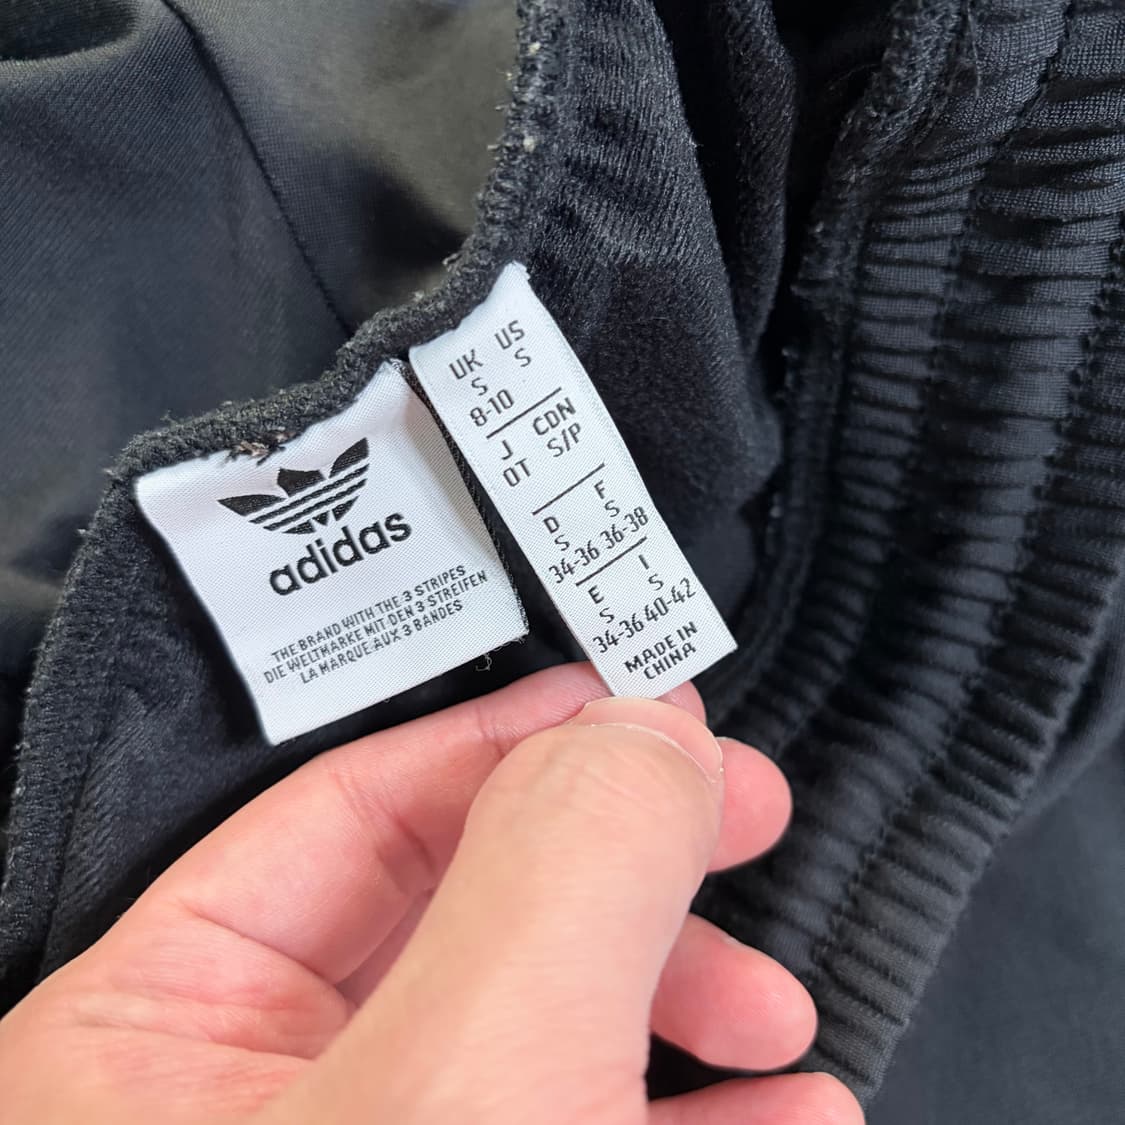 adidas
THE BRAND WITH THE 3 STRIPES
DIE WELTMARKE MIT DEN 3 STREIFEN
LA MARQUE AUX 3 BANDES
UK US
S S
8-10
J CDN
OT S/P
D F
S S
34-36 36-38
E I
S S
34-36 40-42
MADE IN
CHINA